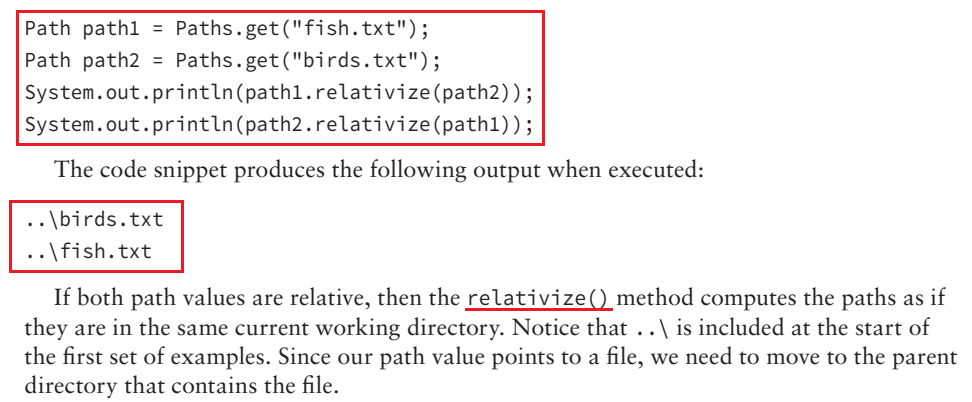 Path path1 = Paths.get("fish.txt");
Path path2 = Paths.get("birds.txt");
System.out.println(path1.relativize(path2));
System.out.println(path2.relativize(path1));
The code snippet produces the following output when executed:
..\birds.txt
..\fish.txt
If both path values are relative, then the relativize() method computes the paths as if
they are in the same current working directory. Notice that ..\ is included at the start of
the first set of examples. Since our path value points to a file, we need to move to the parent
directory that contains the file.